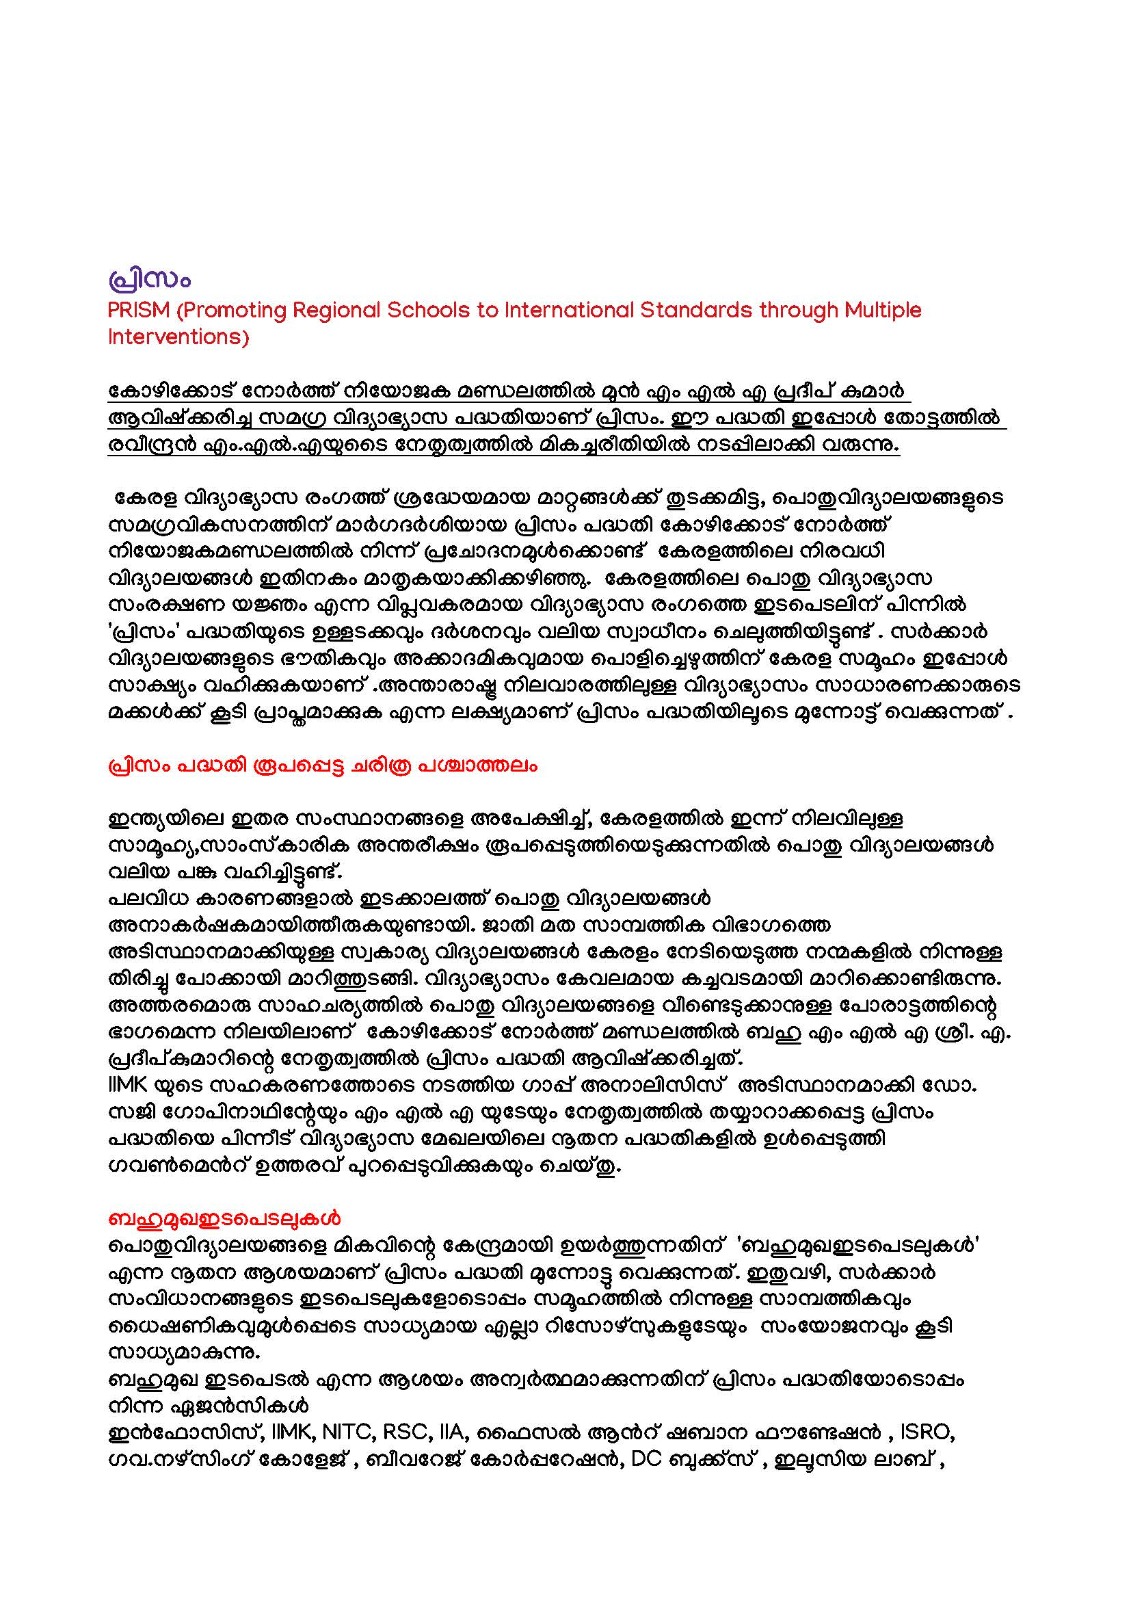 പ്രിസം
PRISM (Promoting Regional Schools to International Standards through Multiple
Interventions)
കോഴിക്കോട് നോർത്ത് നിയോജക മണ്ഡലത്തിൽ മുൻ എം എൽ എ പ്രദീപ് കുമാർ
ആവിഷ്ക്കരിച്ച സമഗ്ര വിദ്യാഭ്യാസ പദ്ധതിയാണ് പ്രിസം. ഈ പദ്ധതി ഇപ്പോൾ തോട്ടത്തിൽ
രവീന്ദ്രൻ എം.എൽ.എയുടൈ നേതൃത്വത്തിൽ മികച്ചരീതിയിൽ നടപ്പിലാക്കി വരുന്നു.
കേരള വിദ്യാഭ്യാസ രംഗത്ത് ശ്രദ്ധേയമായ മാറ്റങ്ങൾക്ക് തുടക്കമിട്ട, പൊതുവിദ്യാലയങ്ങളുടെ
സമഗ്രവികസനത്തിന് മാർഗദർശിയായ പ്രിസം പദ്ധതി കോഴിക്കോട് നോർത്ത്
നിയോജകമണ്ഡലത്തിൽ നിന്ന് പ്രചോദനമുൾക്കൊണ്ട് കേരളത്തിലെ നിരവധി
വിദ്യാലയങ്ങൾ ഇതിനകം മാതൃകയാക്കിക്കഴിഞ്ഞു. കേരളത്തിലെ പൊതു വിദ്യാഭ്യാസ
സംരക്ഷണ യജ്ഞം എന്ന വിപ്ലവകരമായ വിദ്യാഭ്യാസ രംഗത്തെ ഇടപെടലിന് പിന്നിൽ
'പ്രിസം' പദ്ധതിയുടെ ഉള്ളടക്കവും ദർശനവും വലിയ സ്വാധീനം ചെലുത്തിയിട്ടുണ്ട് . സർക്കാർ
വിദ്യാലയങ്ങളുടെ ഭൗതികവും അക്കാദമികവുമായ പൊളിച്ചെഴുത്തിന് കേരള സമൂഹം ഇപ്പോൾ
സാക്ഷ്യം വഹിക്കുകയാണ് .അന്താരാഷ്ട്ര നിലവാരത്തിലുള്ള വിദ്യാഭ്യാസം സാധാരണക്കാരുടെ
മക്കൾക്ക് കൂടി പ്രാപ്തമാക്കുക എന്ന ലക്ഷ്യമാണ് പ്രിസം പദ്ധതിയിലൂടെ മുന്നോട്ട് വെക്കുന്നത് .
പ്രിസം പദ്ധതി രൂപപ്പെട്ട ചരിത്ര പശ്ചാത്തലം
ഇന്ത്യയിലെ ഇതര സംസ്ഥാനങ്ങളെ അപേക്ഷിച്ച്, കേരളത്തിൽ ഇന്ന് നിലവിലുള്ള
സാമൂഹ്യ,സാംസ്കാരിക അന്തരീക്ഷം രൂപപ്പെടുത്തിയെടുക്കുന്നതിൽ പൊതു വിദ്യാലയങ്ങൾ
വലിയ പങ്കു വഹിച്ചിട്ടുണ്ട്.
പലവിധ കാരണങ്ങളാൽ ഇടക്കാലത്ത് പൊതു വിദ്യാലയങ്ങൾ
അനാകർഷകമായിത്തീരുകയുണ്ടായി. ജാതി മത സാമ്പത്തിക വിഭാഗത്തെ
അടിസ്ഥാനമാക്കിയുള്ള സ്വകാര്യ വിദ്യാലയങ്ങൾ കേരളം നേടിയെടുത്ത നന്മകളിൽ നിന്നുള്ള
തിരിച്ചു പോക്കായി മാറിത്തുടങ്ങി. വിദ്യാഭ്യാസം കേവലമായ കച്ചവടമായി മാറിക്കൊണ്ടിരുന്നു.
അത്തരമൊരു സാഹചര്യത്തിൽ പൊതു വിദ്യാലയങ്ങളെ വീണ്ടെടുക്കാനുള്ള പോരാട്ടത്തിന്റെ
ഭാഗമെന്ന നിലയിലാണ് കോഴിക്കോട് നോർത്ത് മണ്ഡലത്തിൽ ബഹു എം എൽ എ ശ്രീ. എ.
പ്രദീപ്കുമാറിന്റെ നേതൃത്വത്തിൽ പ്രിസം പദ്ധതി ആവിഷ്ക്കരിച്ചത്.
IIMK യുടെ സഹകരണത്തോടെ നടത്തിയ ഗാപ്പ് അനാലിസിസ് അടിസ്ഥാനമാക്കി ഡോ.
സജി ഗോപിനാഥിന്റേയും എം എൽ എ യുടേയും നേതൃത്വത്തിൽ തയ്യാറാക്കപ്പെട്ട പ്രിസം
പദ്ധതിയെ പിന്നീട് വിദ്യാഭ്യാസ മേഖലയിലെ നൂതന പദ്ധതികളിൽ ഉൾപ്പെടുത്തി
ഗവൺമെൻറ് ഉത്തരവ് പുറപ്പെടുവിക്കുകയും ചെയ്തു.
ബഹുമുഖഇടപെടലുകൾ
പൊതുവിദ്യാലയങ്ങളെ മികവിന്റെ കേന്ദ്രമായി ഉയർത്തുന്നതിന് 'ബഹുമുഖഇടപെടലുകൾ'
എന്ന നൂതന ആശയമാണ് പ്രിസം പദ്ധതി മുന്നോട്ടു വെക്കുന്നത്. ഇതുവഴി, സർക്കാർ
സംവിധാനങ്ങളുടെ ഇടപെടലുകളോടൊപ്പം സമൂഹത്തിൽ നിന്നുള്ള സാമ്പത്തികവും
ധൈഷണികവുമുൾപ്പെടെ സാധ്യമായ എല്ലാ റിസോഴ്സുകളുടേയും സംയോജനവും കൂടി
സാധ്യമാകുന്നു.
ബഹുമുഖ ഇടപെടൽ എന്ന ആശയം അന്വർത്ഥമാക്കുന്നതിന് പ്രിസം പദ്ധതിയോടൊപ്പം
നിന്ന ഏജൻസികൾ
ഇൻഫോസിസ്, IIMK, NITC, RSC, IIA, ഫൈസൽ ആൻറ് ഷബാന ഫൗണ്ടേഷൻ , ISRO,
ഗവ.നഴ്സിംഗ് കോളേജ് , ബീവറേജ് കോർപ്പറേഷൻ, DC ബുക്ക്സ് , ഇലൂസിയ ലാബ് ,